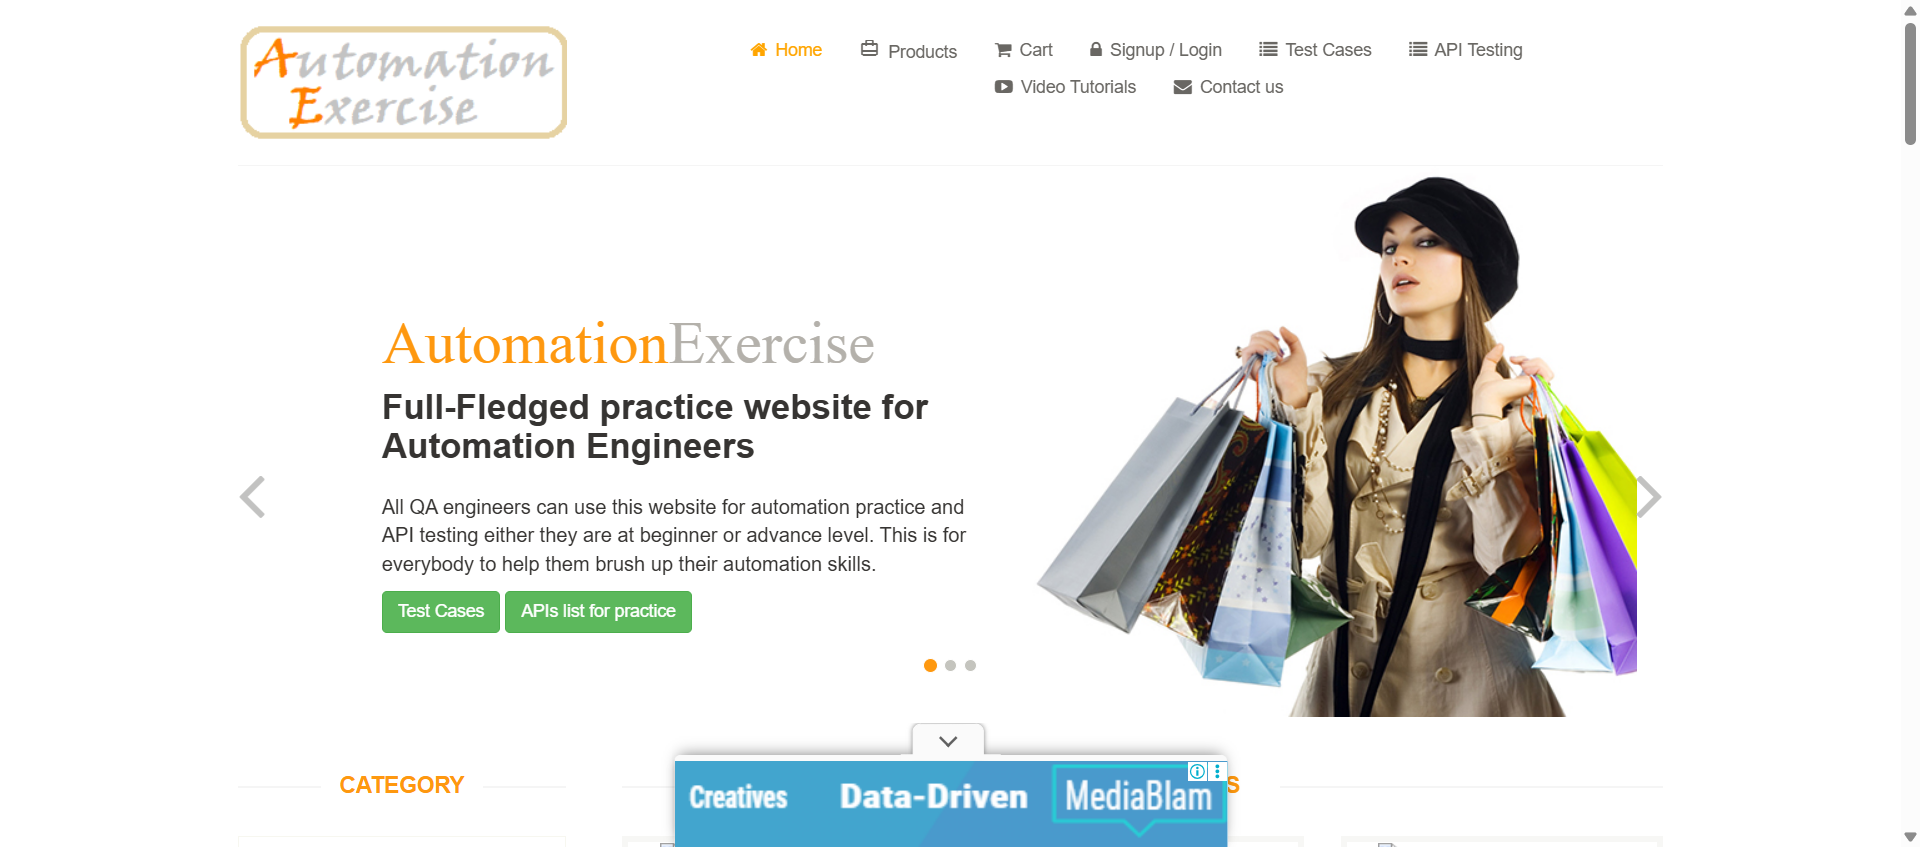 Automation
Exercise
Home
Products
Cart
Signup / Login
Test Cases
API Testing
Video Tutorials
Contact us
AutomationExercise
Full-Fledged practice website for
Automation Engineers
All QA engineers can use this website for automation practice and
API testing either they are at beginner or advance level. This is for
everybody to help them brush up their automation skills.
Test Cases
APIs list for practice
CATEGORY
Creatives
Data-Driven
MediaBlam